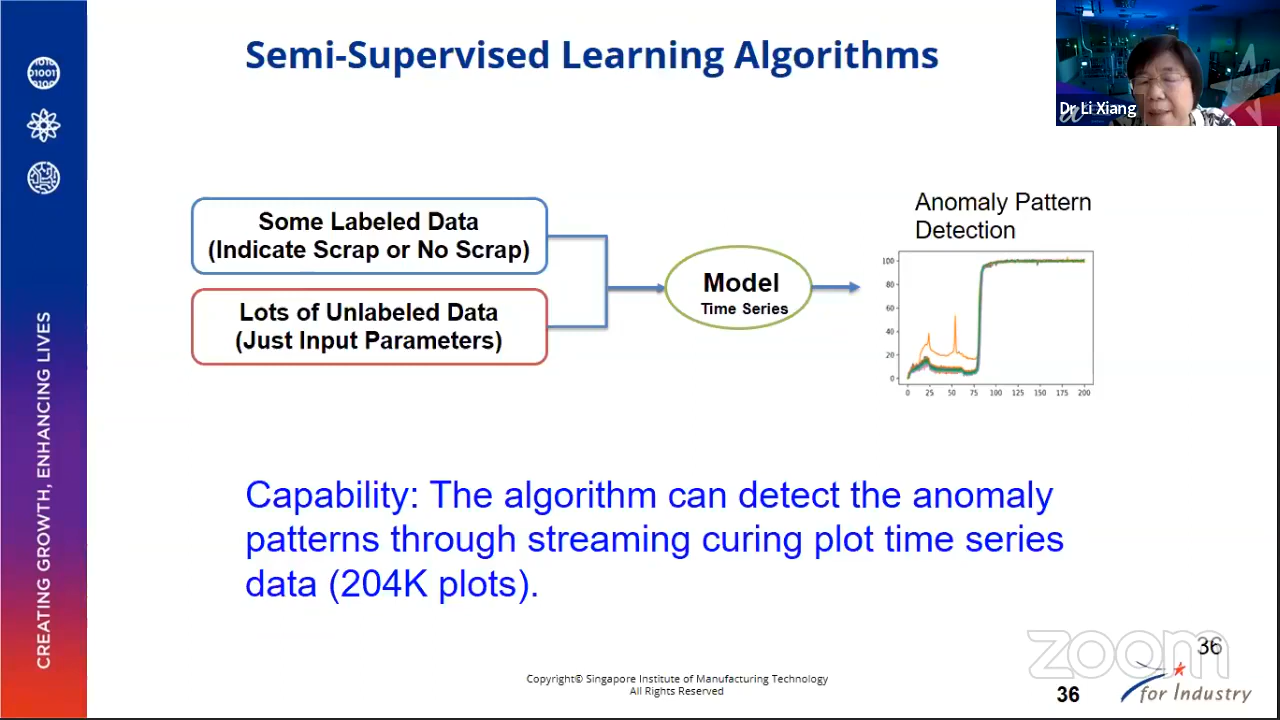 Semi-Supervised Learning Algorithms
Dr Li Xiang
Some Labeled Data
(Indicate Scrap or No Scrap)
Lots of Unlabeled Data
(Just Input Parameters)
Model
Time Series
Anomaly Pattern
Detection
100
80
60
40
20
0
0 25 50 75 100 125 150 175 200
Capability: The algorithm can detect the anomaly
patterns through streaming curing plot time series
data (204K plots).
CREATING GROWTH, ENHANCING LIVES
Copyright© Singapore Institute of Manufacturing Technology
All Rights Reserved
zoom
36
36
for Industry